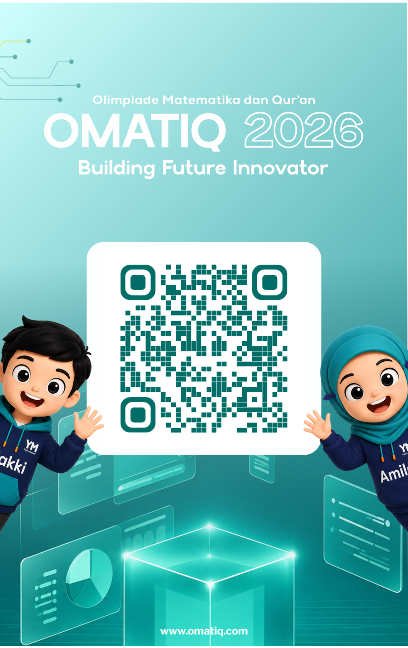 Olimpiade Matematika dan Qur'an
OMATIQ 2026
Building Future Innovator
YM
akki
YM
Amil
www.omatiq.com